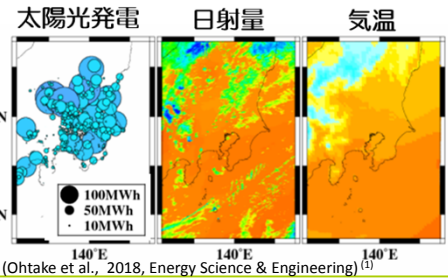 太陽光発電 日射量 気温
N N
100MWh
50MWh
10MWh
N N
140°E 140°E 140°E
(Ohtake et al., 2018, Energy Science & Engineering) (1)